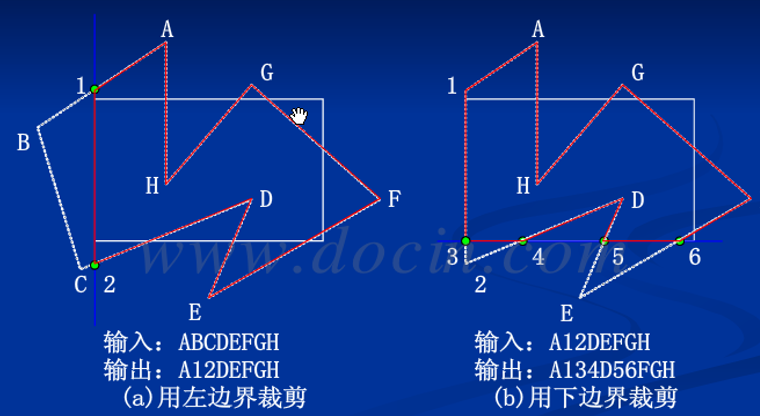 A
1
G
B
H
D
F
C
2
E
输入: ABCDEFGH
输出: A12DEFGH
(a)用左边界裁剪
A
1
G
H
D
3
4
5
6
2
E
输入: A12DEFGH
输出: A134D56FGH
(b)用下边界裁剪
www.docin.com